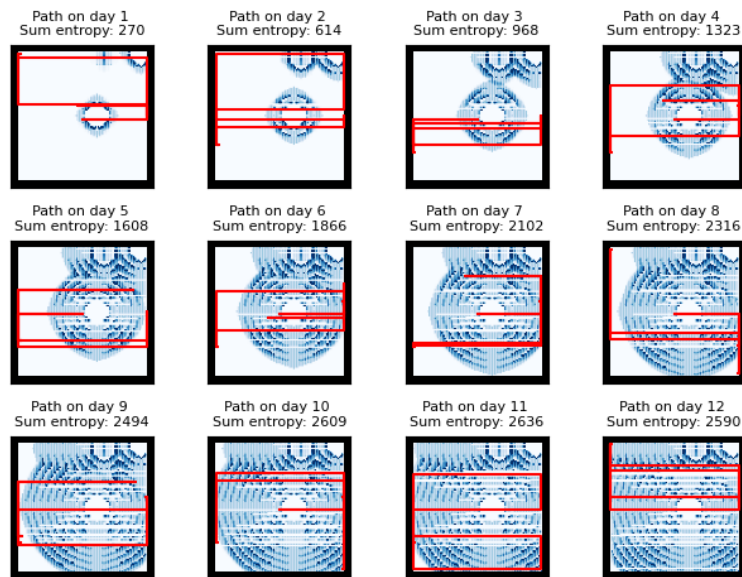 Path on day 1
Sum entropy: 270
Path on day 2
Sum entropy: 614
Path on day 3
Sum entropy: 968
Path on day 4
Sum entropy: 1323
Path on day 5
Sum entropy: 1608
Path on day 6
Sum entropy: 1866
Path on day 7
Sum entropy: 2102
Path on day 8
Sum entropy: 2316
Path on day 9
Sum entropy: 2494
Path on day 10
Sum entropy: 2609
Path on day 11
Sum entropy: 2636
Path on day 12
Sum entropy: 2590